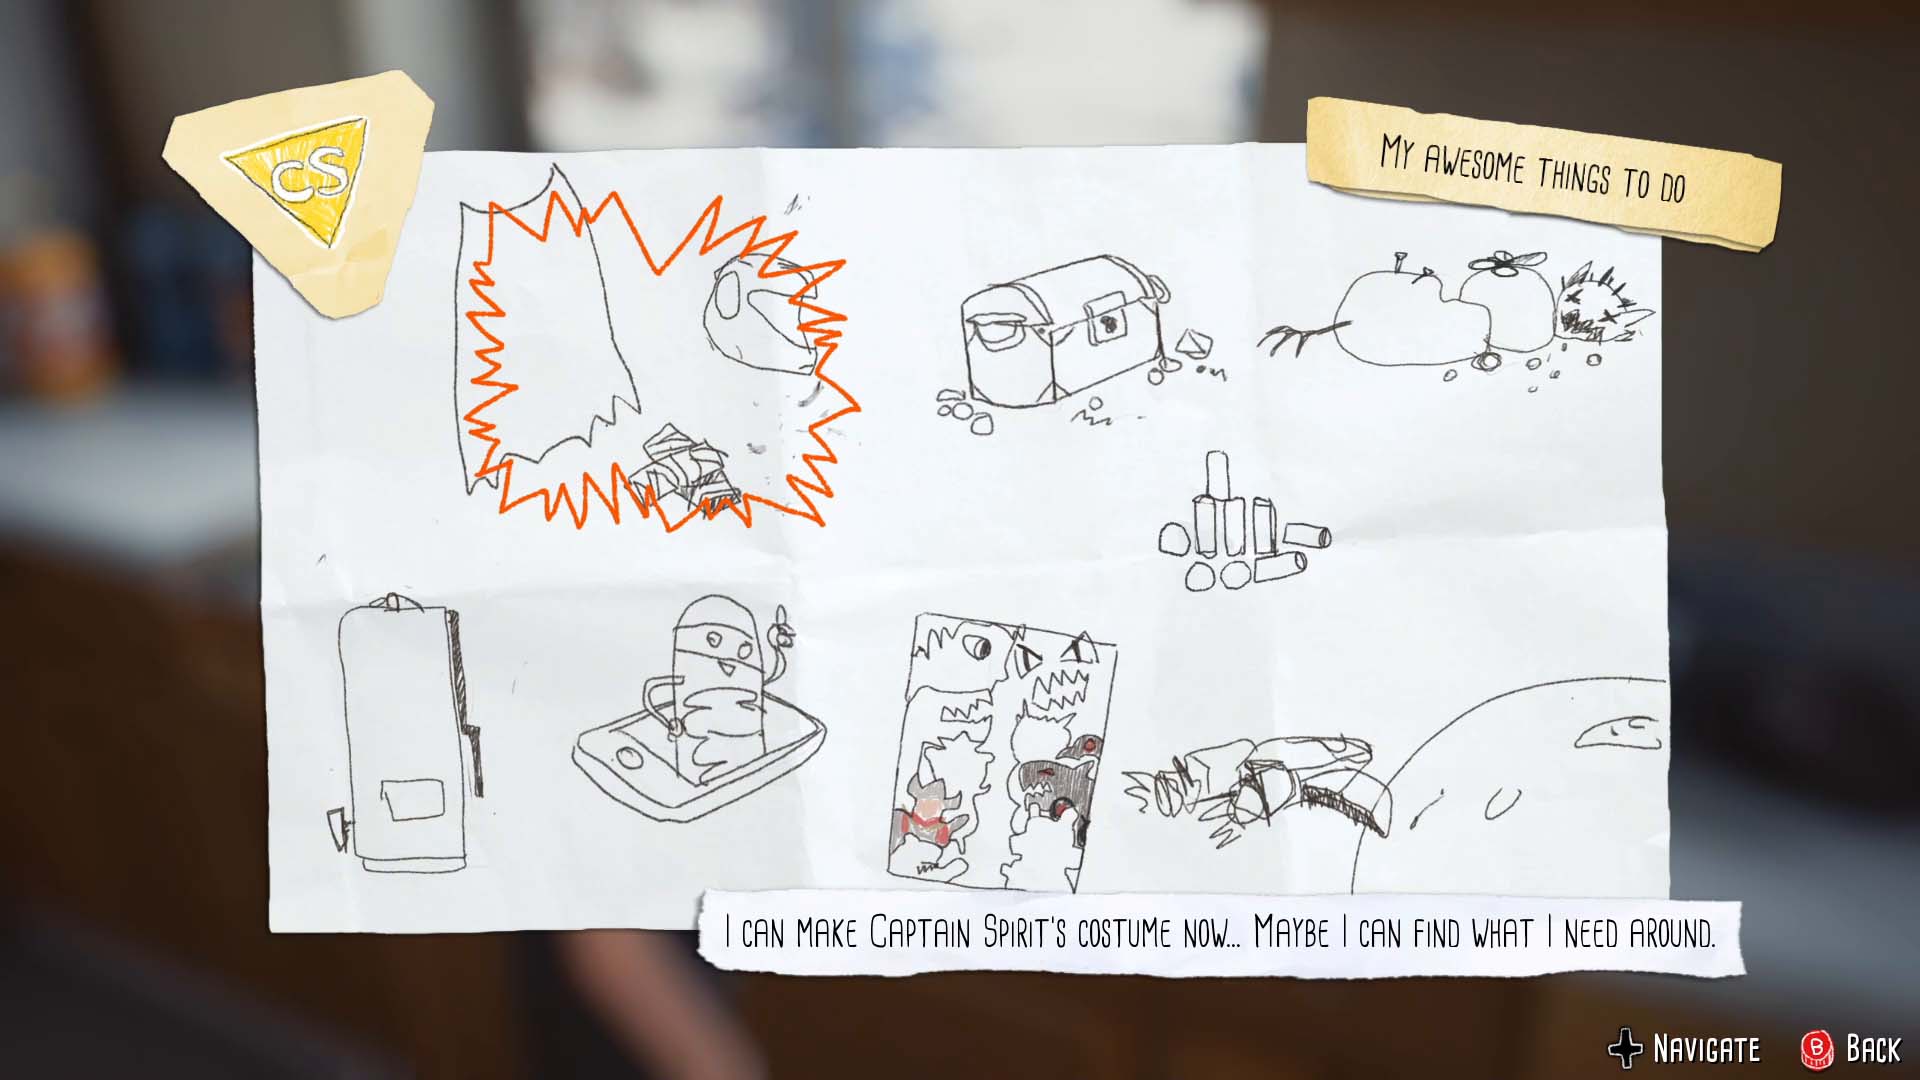 CS
MY AWESOME THINGS TO DO
I CAN MAKE CAPTAIN SPIRIT'S COSTUME NOW... MAYBE I CAN FIND WHAT I NEED AROUND.
NAVIGATE B BACK